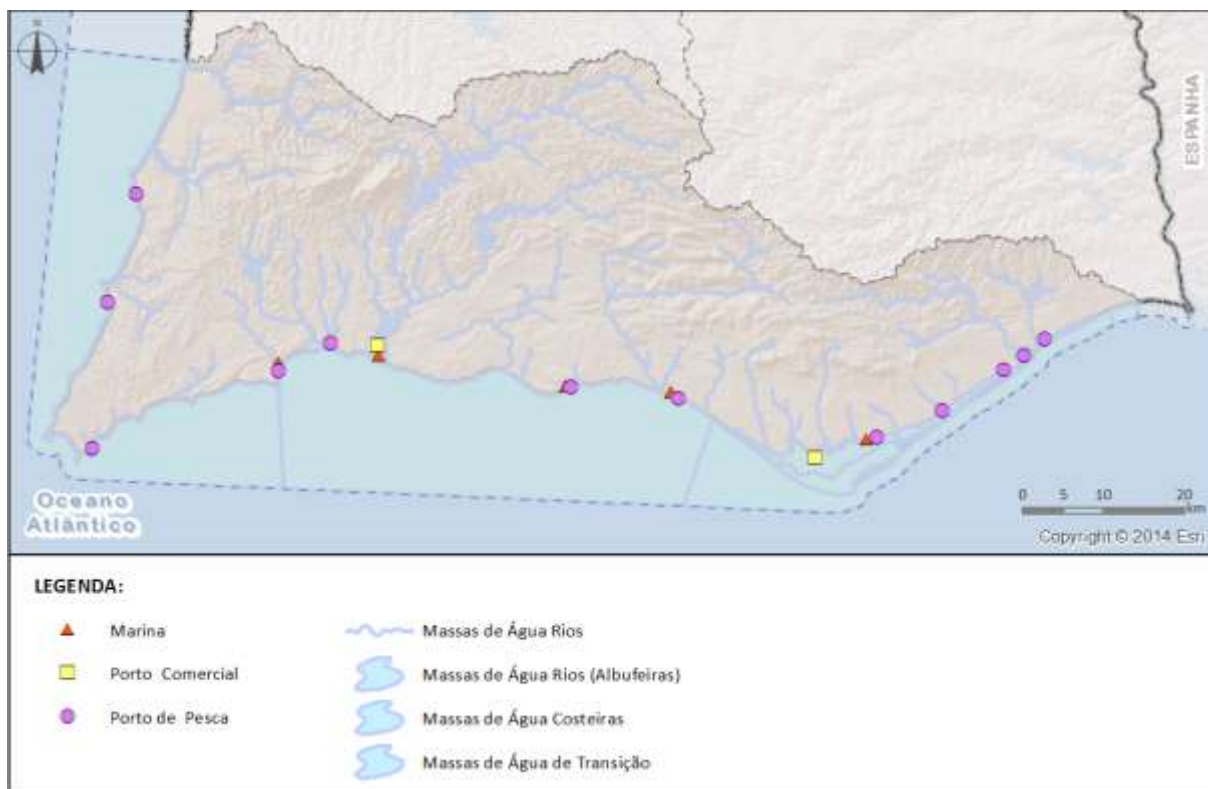 N
ESPANHA
Oceano
Atlântico
0 5 10 20
km
Copyright © 2014 Esri
LEGENDA:
Marina
Porto Comercial
Porto de Pesca
Massas de Água Rios
Massas de Água Rios (Albufeiras)
Massas de Água Costeiras
Massas de Água de Transição